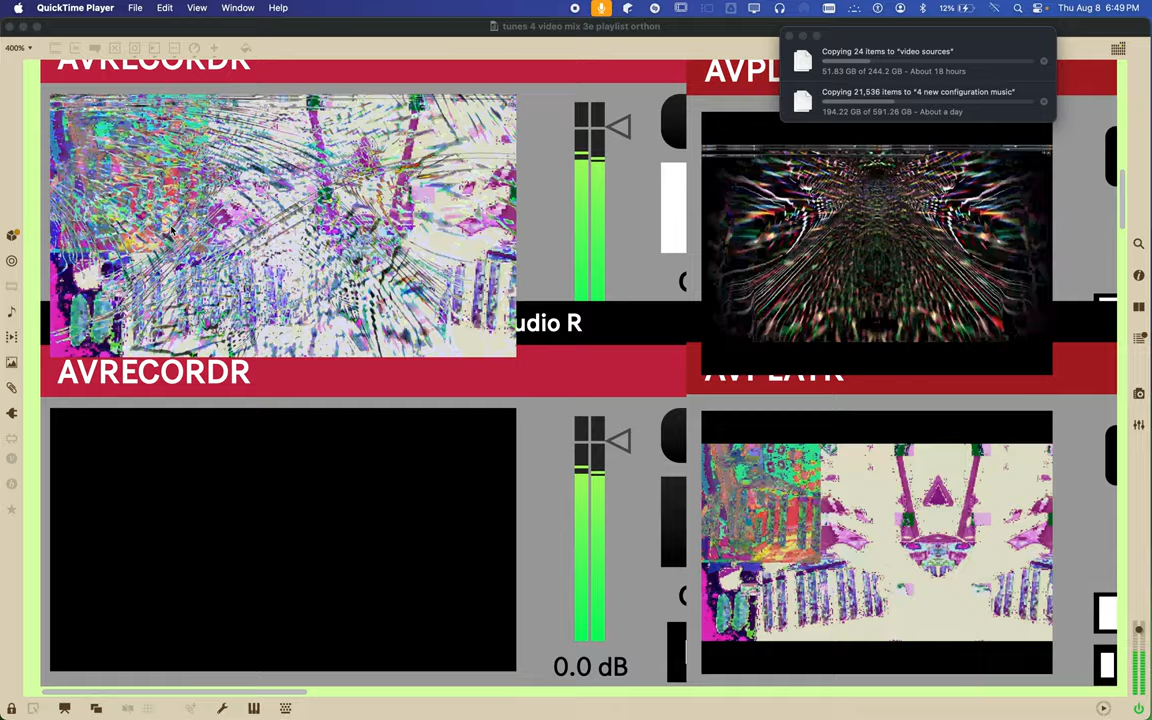 QuickTime Player File Edit View Window Help
12% Thu Aug 8 6:49 PM
tunes 4 video mix 3e playlist orthon
400%
Copying 24 items to "video sources"
51.83 GB of 244.2 GB - About 18 hours
Copying 21,536 items to "4 new configuration music"
194.22 GB of 591.26 GB - About a day
AVRECORDR
AVPL
udio R
AVRECORDR
AVPLAYR
0.0 dB